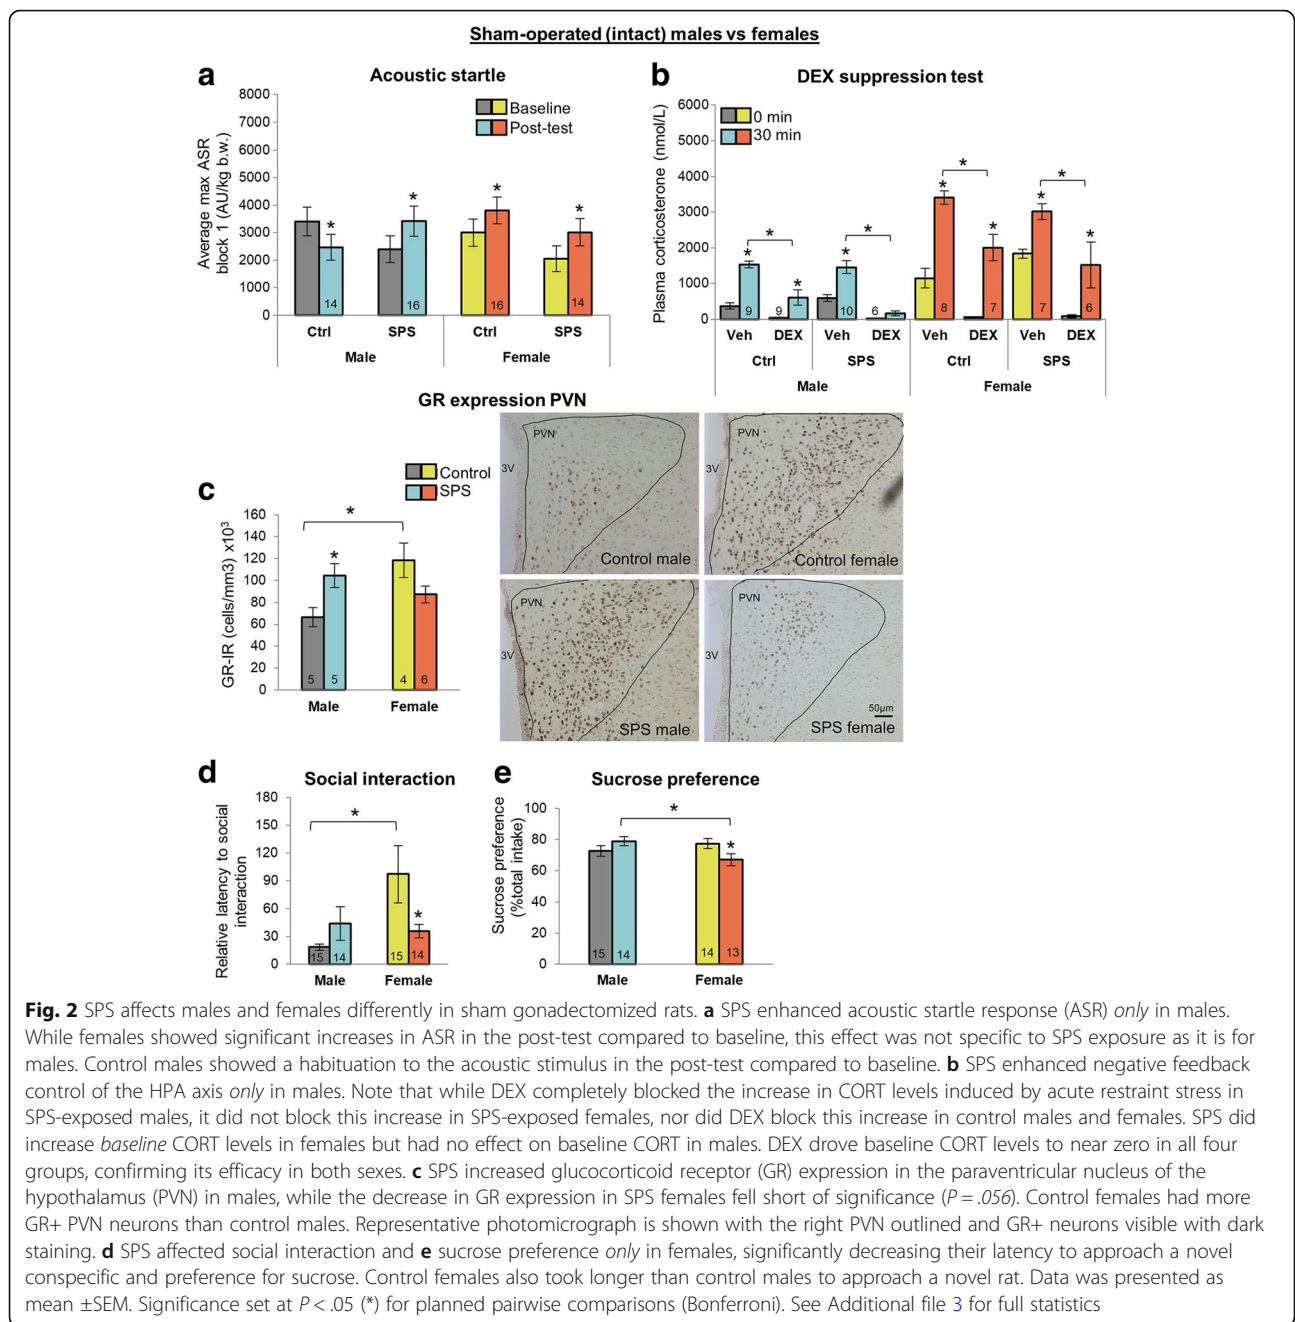 Sham-operated (intact) males vs females
a Acoustic startle
8000
7000
6000
5000
4000
3000
2000
1000
0
Average max ASR
block 1 (AU/kg b.w.)
Baseline
Post-test
* * * *
14 16 16 14
Ctrl SPS Ctrl SPS
Male Female
b DEX suppression test
6000
5000
4000
3000
2000
1000
0
Plasma corticosterone (nmol/L)
0 min
30 min
* * * *
* * * * * * *
9 9 10 6 8 7 7 6
Veh DEX Veh DEX Veh DEX Veh DEX
Ctrl SPS Ctrl SPS
Male Female
GR expression PVN
c
Control
SPS
160
140
120
100
80
60
40
20
0
GR-IR (cells/mm3) x10³
*
*
5 5 4 6
Male Female
PVN
3V
Control male
PVN
3V
Control female
PVN
3V
SPS male
PVN
3V
50µm
SPS female
d Social interaction
180
150
120
90
60
30
0
Relative latency to social
interaction
*
*
15 14 15 14
Male Female
e Sucrose preference
100
80
60
40
20
0
Sucrose preference
(%total intake)
*
*
15 14 14 13
Male Female
Fig. 2 SPS affects males and females differently in sham gonadectomized rats. a SPS enhanced acoustic startle response (ASR) only in males.
While females showed significant increases in ASR in the post-test compared to baseline, this effect was not specific to SPS exposure as it is for
males. Control males showed a habituation to the acoustic stimulus in the post-test compared to baseline. b SPS enhanced negative feedback
control of the HPA axis only in males. Note that while DEX completely blocked the increase in CORT levels induced by acute restraint stress in
SPS-exposed males, it did not block this increase in SPS-exposed females, nor did DEX block this increase in control males and females. SPS did
increase baseline CORT levels in females but had no effect on baseline CORT in males. DEX drove baseline CORT levels to near zero in all four
groups, confirming its efficacy in both sexes. c SPS increased glucocorticoid receptor (GR) expression in the paraventricular nucleus of the
hypothalamus (PVN) in males, while the decrease in GR expression in SPS females fell short of significance (P = .056). Control females had more
GR+ PVN neurons than control males. Representative photomicrograph is shown with the right PVN outlined and GR+ neurons visible with dark
staining. d SPS affected social interaction and e sucrose preference only in females, significantly decreasing their latency to approach a novel
conspecific and preference for sucrose. Control females also took longer than control males to approach a novel rat. Data was presented as
mean ±SEM. Significance set at P < .05 (*) for planned pairwise comparisons (Bonferroni). See Additional file 3 for full statistics